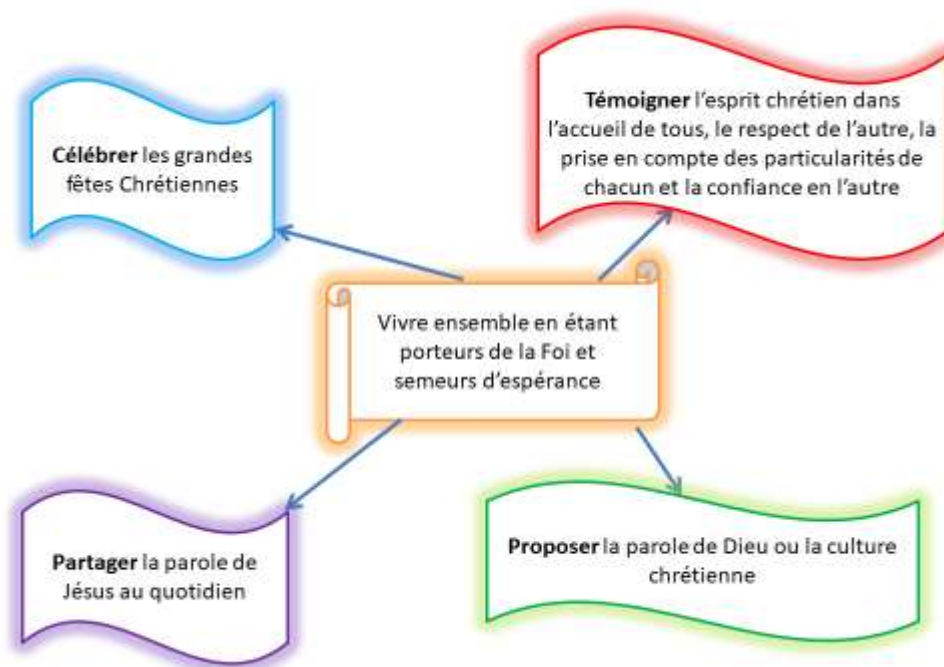 Célébrer les grandes
fêtes Chrétiennes
Témoigner l'esprit chrétien dans
l'accueil de tous, le respect de l'autre, la
prise en compte des particularités de
chacun et la confiance en l'autre
Vivre ensemble en étant
porteurs de la Foi et
semeurs d'espérance
Partager la parole de
Jésus au quotidien
Proposer la parole de Dieu ou la culture
chrétienne